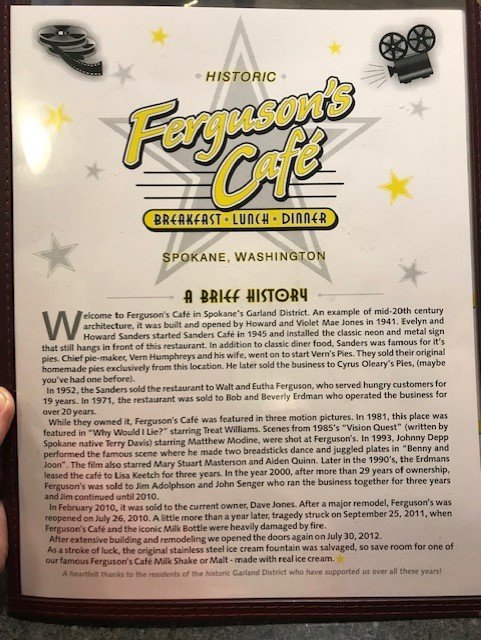 HISTORIC
Ferguson's
Café
BREAKFAST • LUNCH • DINNER
SPOKANE, WASHINGTON
A BRIEF HISTORY
Welcome to Ferguson's Café in Spokane's Garland District. An example of mid-20th century
architecture, it was built and opened by Howard and Violet Mae Jones in 1941. Evelyn and
Howard Sanders started Sanders Café in 1945 and installed the classic neon and metal sign
that still hangs in front of this restaurant. In addition to classic diner food, Sanders was famous for it's
pies. Chief pie-maker, Vern Humphreys and his wife, went on to start Vern's Pies. They sold their original
homemade pies exclusively from this location. He later sold the business to Cyrus Oleary's Pies, (maybe
you've had one before).
In 1952, the Sanders sold the restaurant to Walt and Eutha Ferguson, who served hungry customers for
19 years. In 1971, the restaurant was sold to Bob and Beverly Erdman who operated the business for
over 20 years.
While they owned it, Ferguson's Café was featured in three motion pictures. In 1981, this place was
featured in "Why Would I Lie?" starring Treat Williams. Scenes from 1985's "Vision Quest" (written by
Spokane native Terry Davis) starring Matthew Modine, were shot at Ferguson's. In 1993, Johnny Depp
performed the famous scene where he made two breadsticks dance and juggled plates in "Benny and
Joon". The film also starred Mary Stuart Masterson and Aiden Quinn. Later in the 1990's, the Erdmans
leased the café to Lisa Keetch for three years. In the year 2000, after more than 29 years of ownership,
Ferguson's was sold to Jim Adolphson and John Senger who ran the business together for three years
and Jim continued until 2010.
In February 2010, it was sold to the current owner, Dave Jones. After a major remodel, Ferguson's was
reopened on July 26, 2010. A little more than a year later, tragedy struck on September 25, 2011, when
Ferguson's Café and the iconic Milk Bottle were heavily damaged by fire.
After extensive building and remodeling we opened the doors again on July 30, 2012.
As a stroke of luck, the original stainless steel ice cream fountain was salvaged, so save room for one of
our famous Ferguson's Café Milk Shake or Malt - made with real ice cream.
A heartfelt thanks to the residents of the historic Garland District who have supported us over all these years!